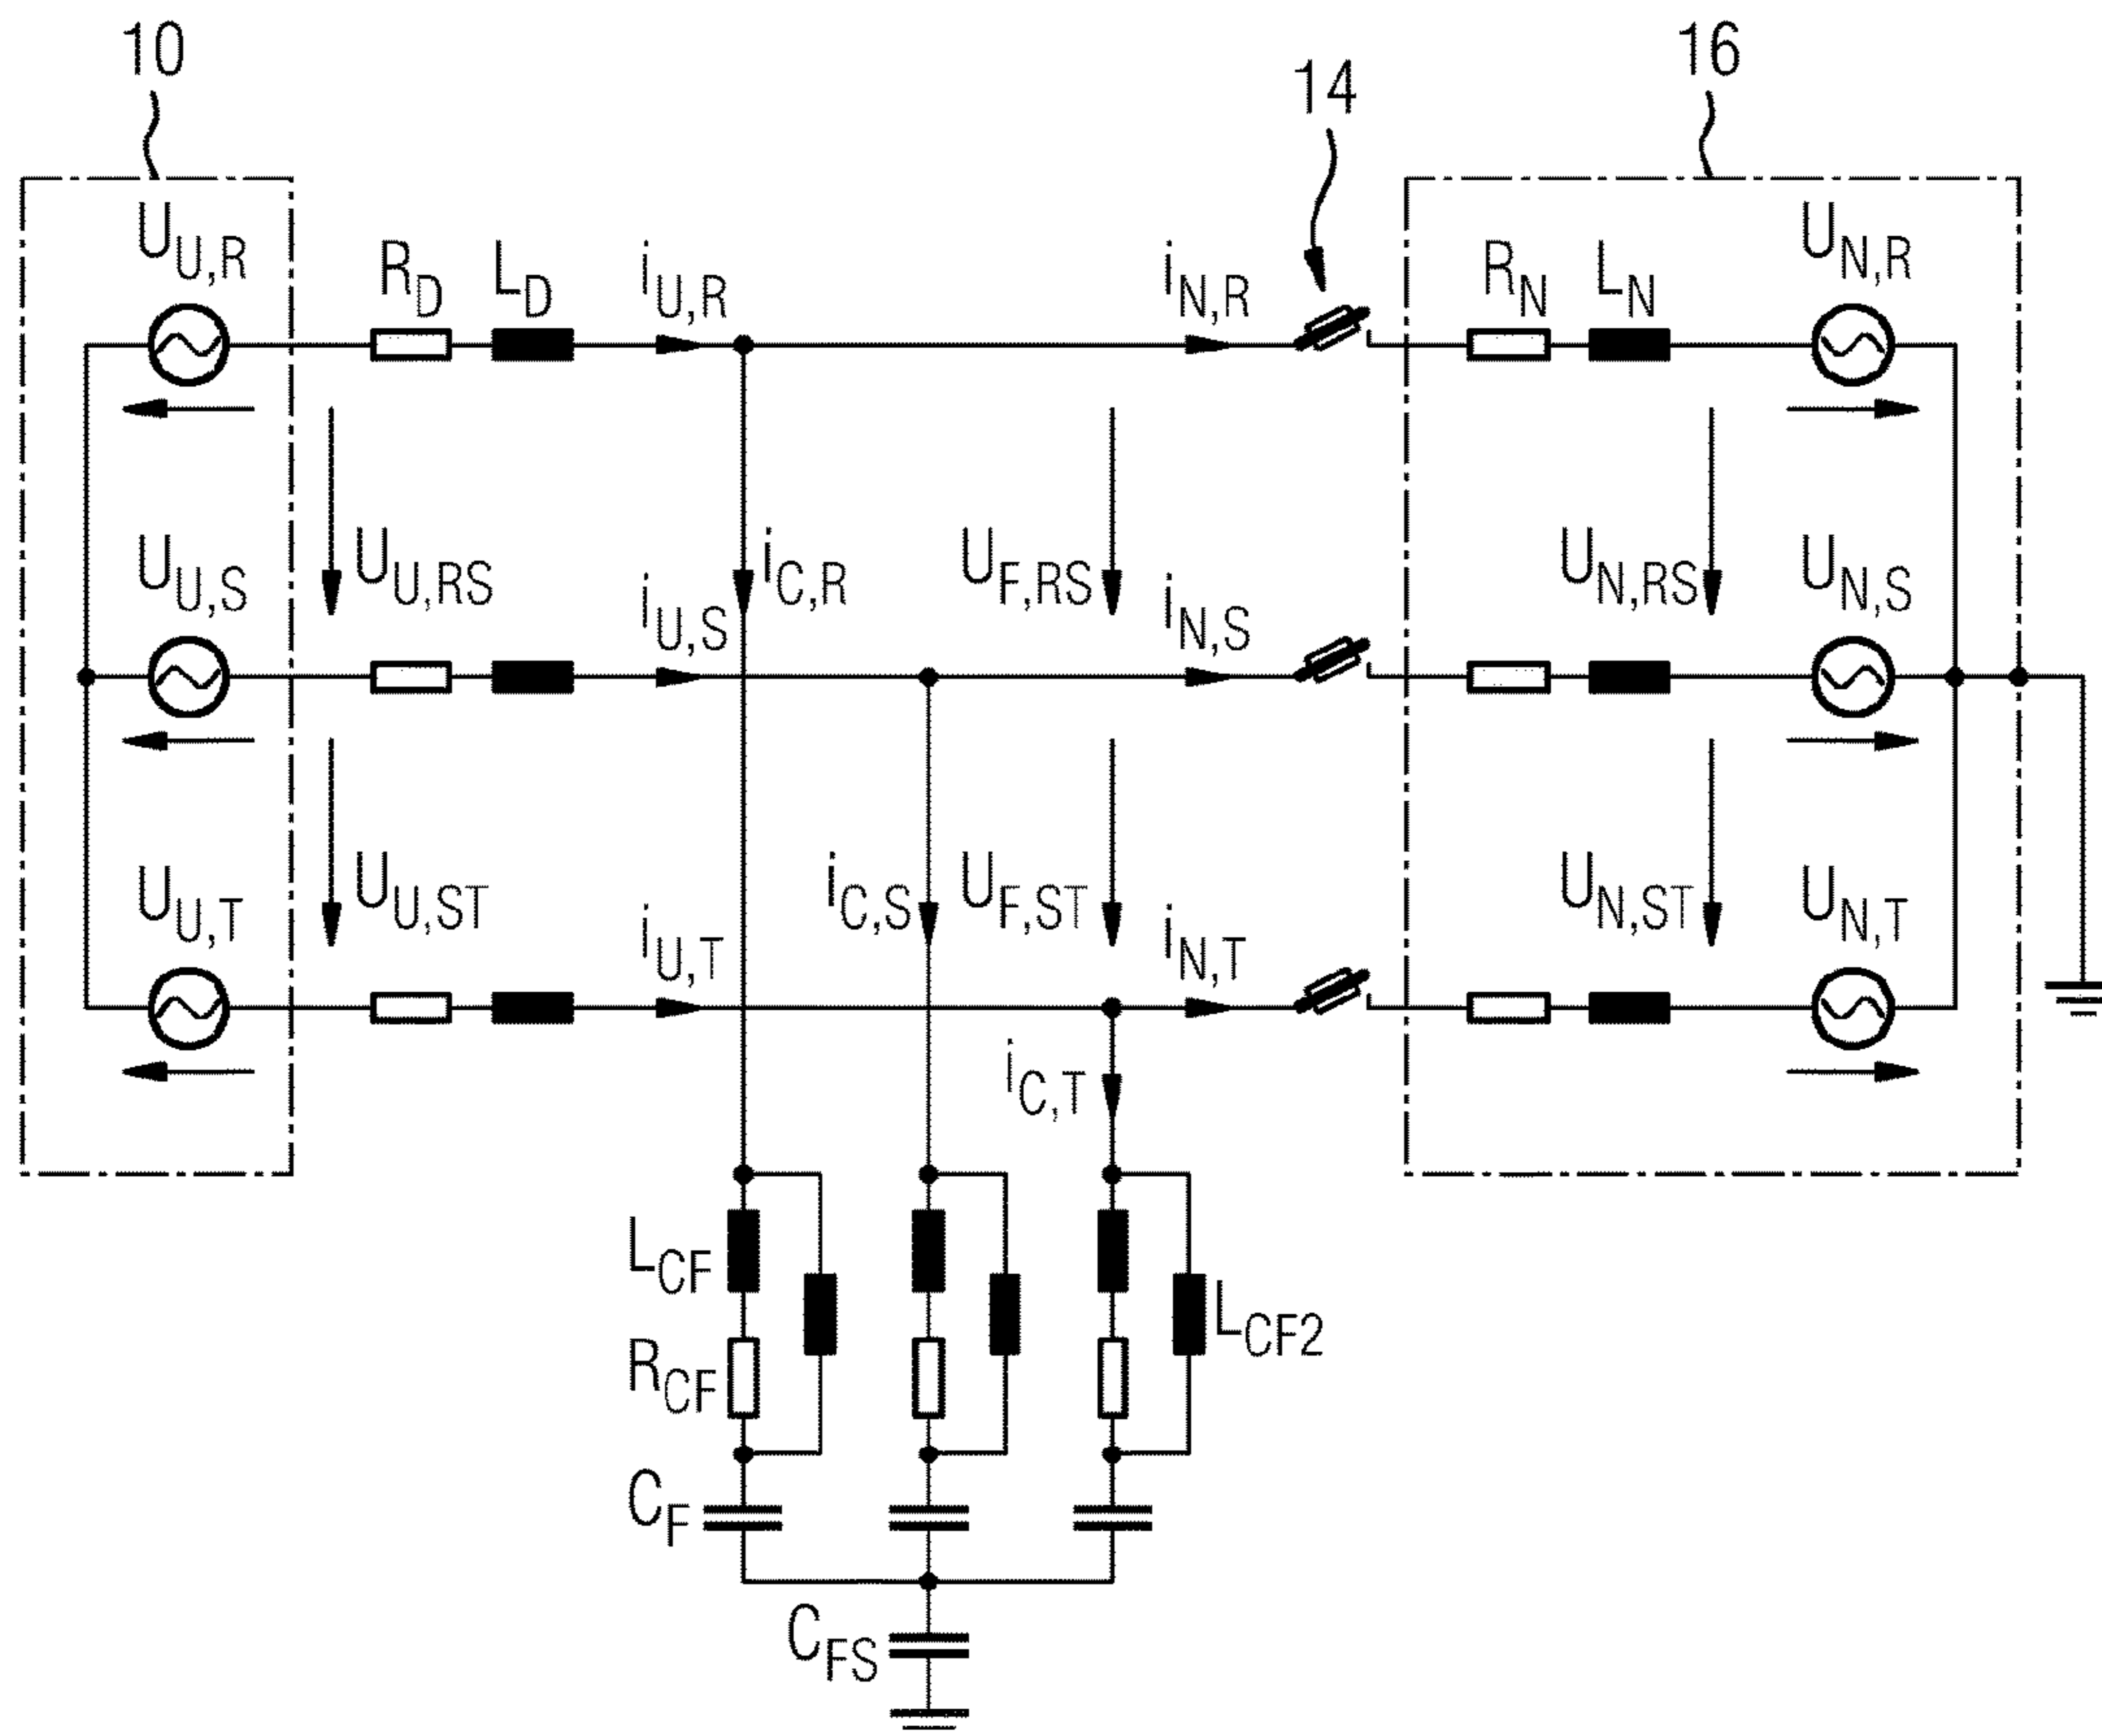 10
14
16
U_U,R
R_D
L_D
i_U,R
i_N,R
R_N
L_N
U_N,R
U_U,S
U_U,RS
i_U,S
i_C,R
U_F,RS
i_N,S
U_N,RS
U_N,S
U_U,T
U_U,ST
i_U,T
i_C,S
U_F,ST
i_N,T
U_N,ST
U_N,T
i_C,T
L_CF
R_CF
L_CF2
C_F
C_FS